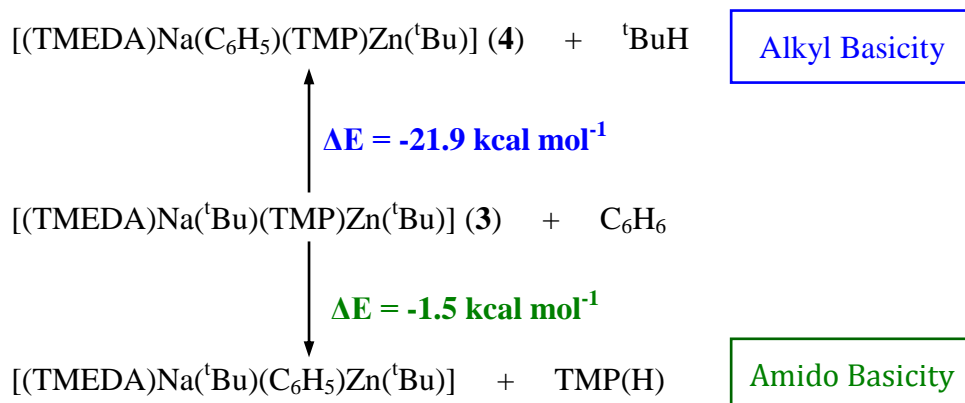 [(TMEDA)Na(C₆H₅)(TMP)Zn(ᵗBu)] (4) + ᵗBuH Alkyl Basicity
ΔE = -21.9 kcal mol⁻¹
[(TMEDA)Na(ᵗBu)(TMP)Zn(ᵗBu)] (3) + C₆H₆
ΔE = -1.5 kcal mol⁻¹
[(TMEDA)Na(ᵗBu)(C₆H₅)Zn(ᵗBu)] + TMP(H) Amido Basicity